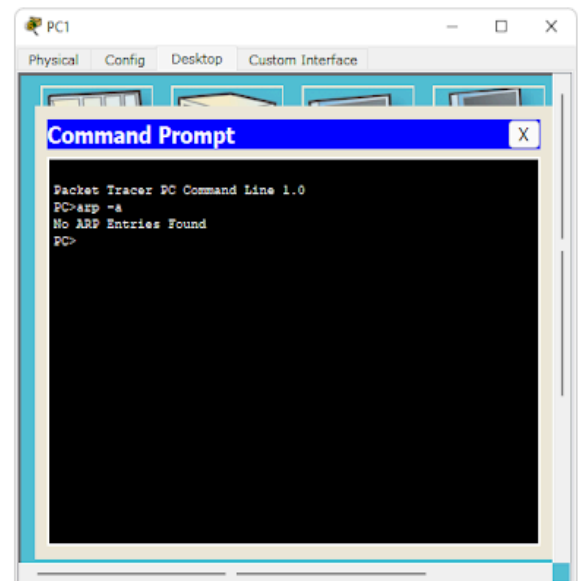 PC1
Physical Config Desktop Custom Interface
Command Prompt X
Packet Tracer PC Command Line 1.0
PC>arp -a
No ARP Entries Found
PC>